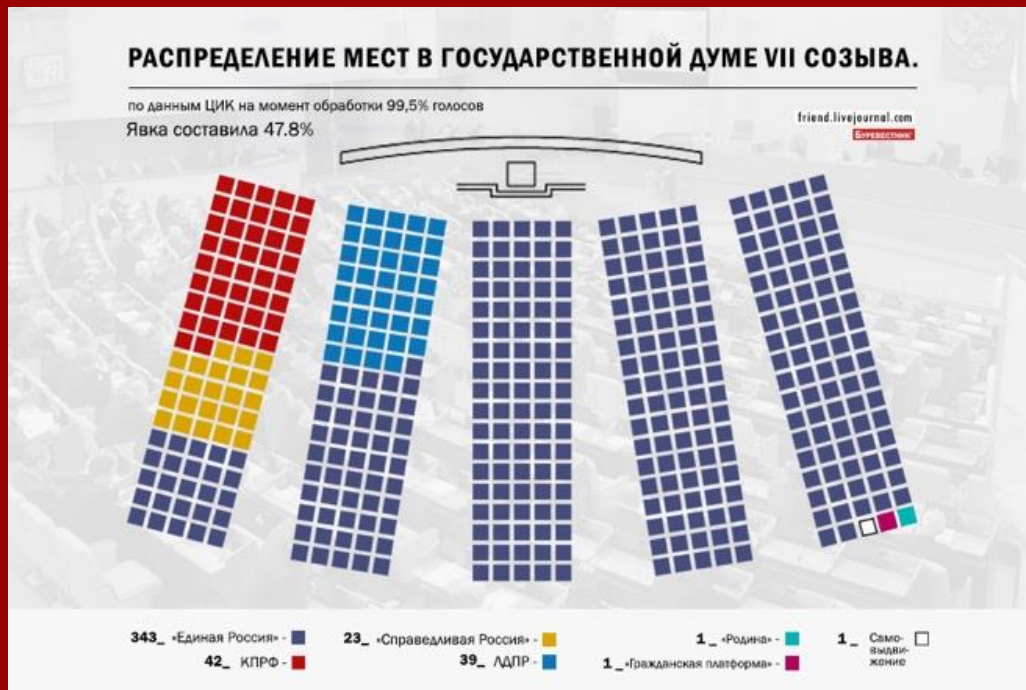 РАСПРЕДЕЛЕНИЕ МЕСТ В ГОСУДАРСТВЕННОЙ ДУМЕ VII СОЗЫВА.
по данным ЦИК на момент обработки 99,5% голосов
Явка составила 47.8%
friend.livejournal.com
БУРЕВЕСТНИК
343_ «Единая Россия» -
42_ КПРФ -
23_ «Справедливая Россия» -
39_ ЛДПР -
1_ «Родина» -
1_ «Гражданская платформа» -
1_ Само-
выдви-
жение